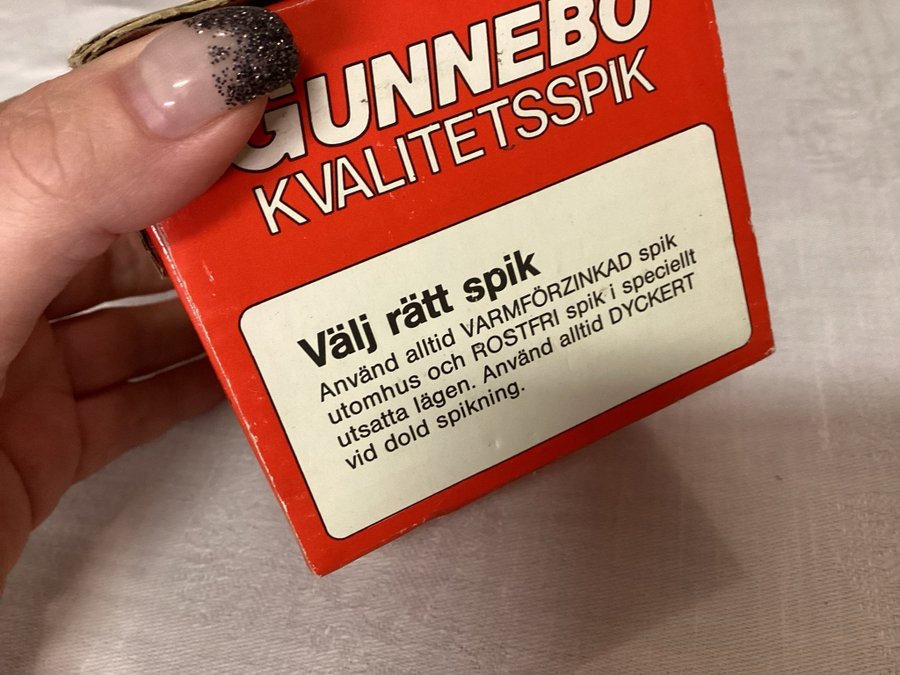 GUNNEBO
KVALITETSSPIK
Välj rätt spik
Använd alltid VARMFÖRZINKAD spik
utomhus och ROSTFRI spik i speciellt
utsatta lägen. Använd alltid DYCKERT
vid dold spikning.